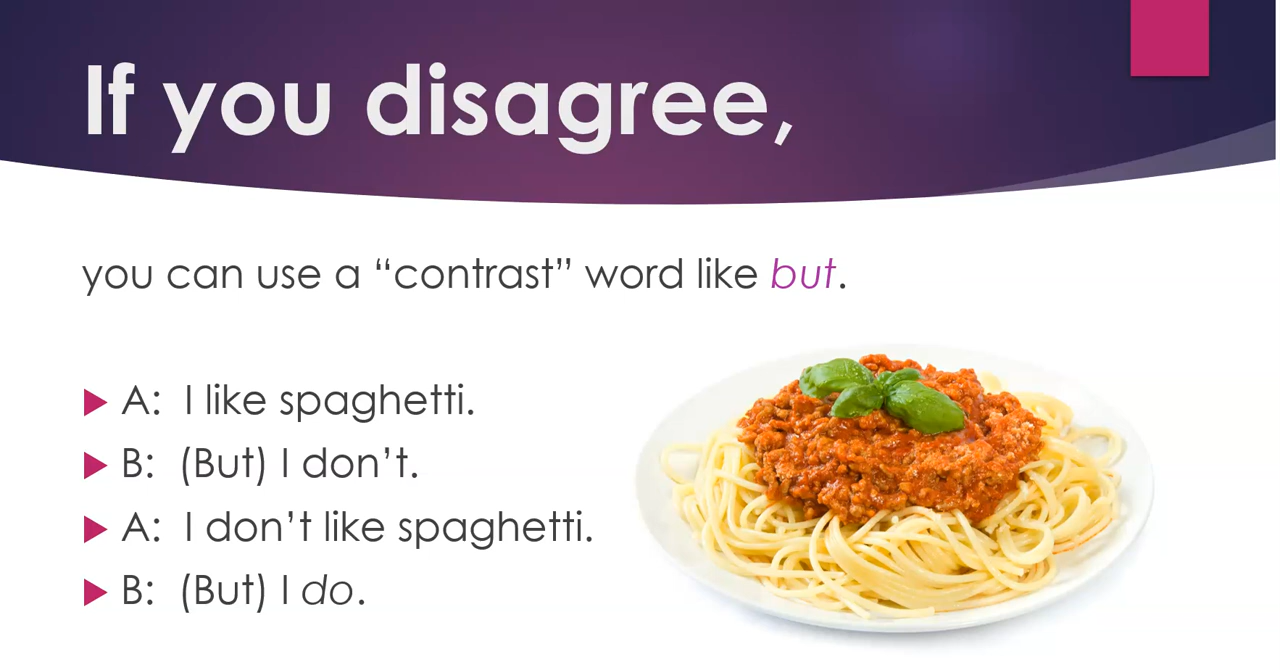 If you disagree,
you can use a “contrast” word like but.
A: I like spaghetti.
B: (But) I don’t.
A: I don’t like spaghetti.
B: (But) I do.